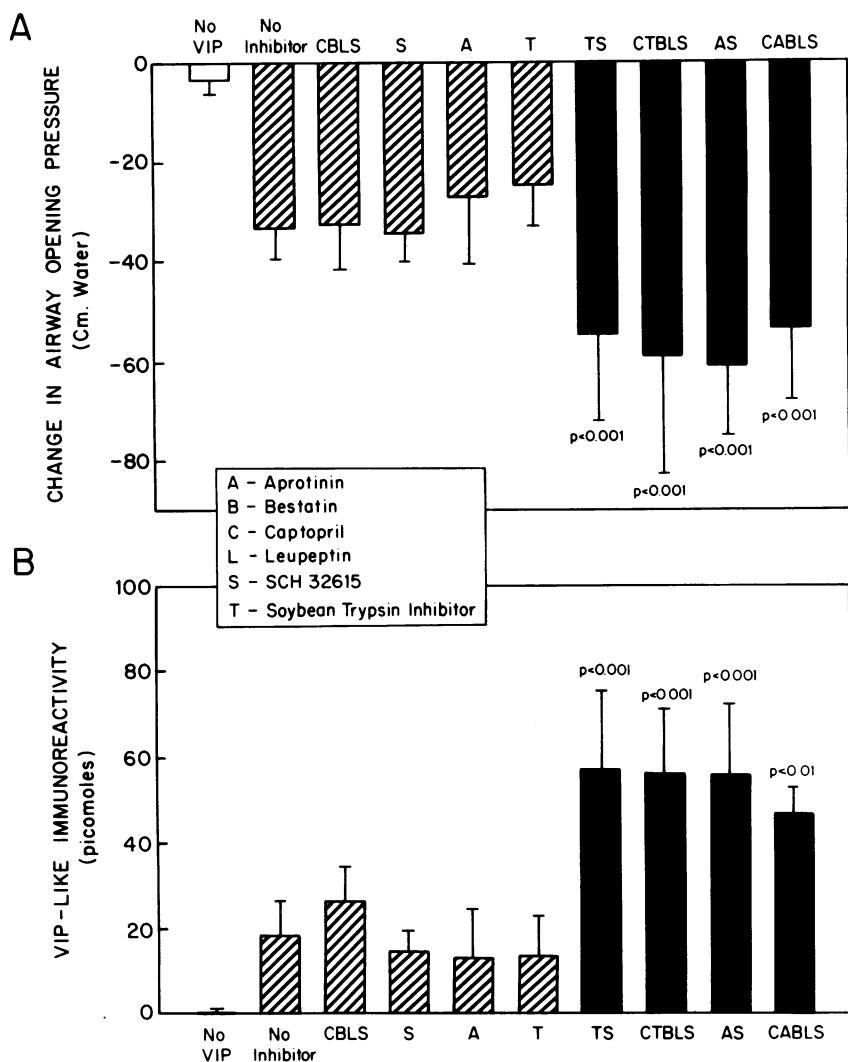 A
No VIP No Inhibitor CBLS S A T TS CTBLS AS CABLS
CHANGE IN AIRWAY OPENING PRESSURE
(Cm. Water)
0
-20
-40
-60
-80
p<0.001
p<0.001
p<0.001
p<0 001
A - Aprotinin
B - Bestatin
C - Captopril
L - Leupeptin
S - SCH 32615
T - Soybean Trypsin Inhibitor
B
VIP-LIKE IMMUNOREACTIVITY
(picomoles)
100
80
60
40
20
0
p<0.001
p<0.001
p<0 001
p<0 01
No VIP No Inhibitor CBLS S A T TS CTBLS AS CABLS